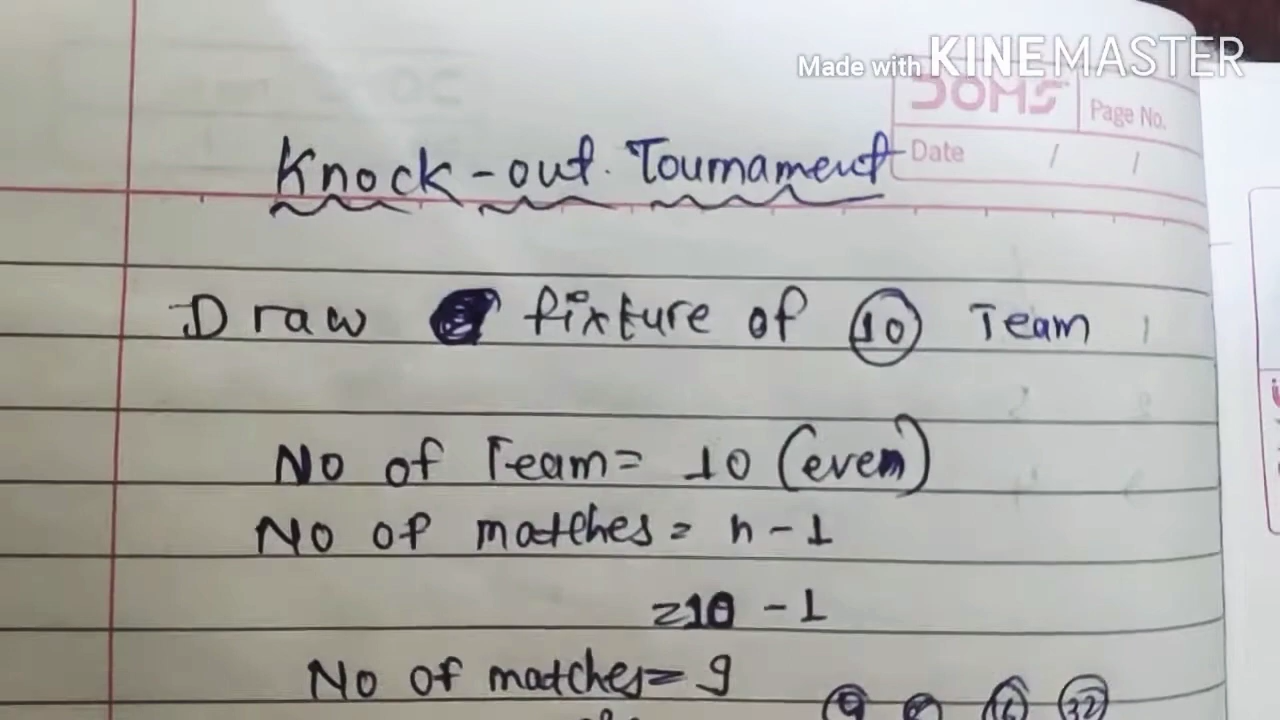 Made with KINEMASTER
DOMS
Page No.
Date / /
Knock-out. Tournament
Draw fixture of 10 Team
No of Team= 10 (even)
No of matches = n - 1
=10 - 1
No of matches= 9
16 32